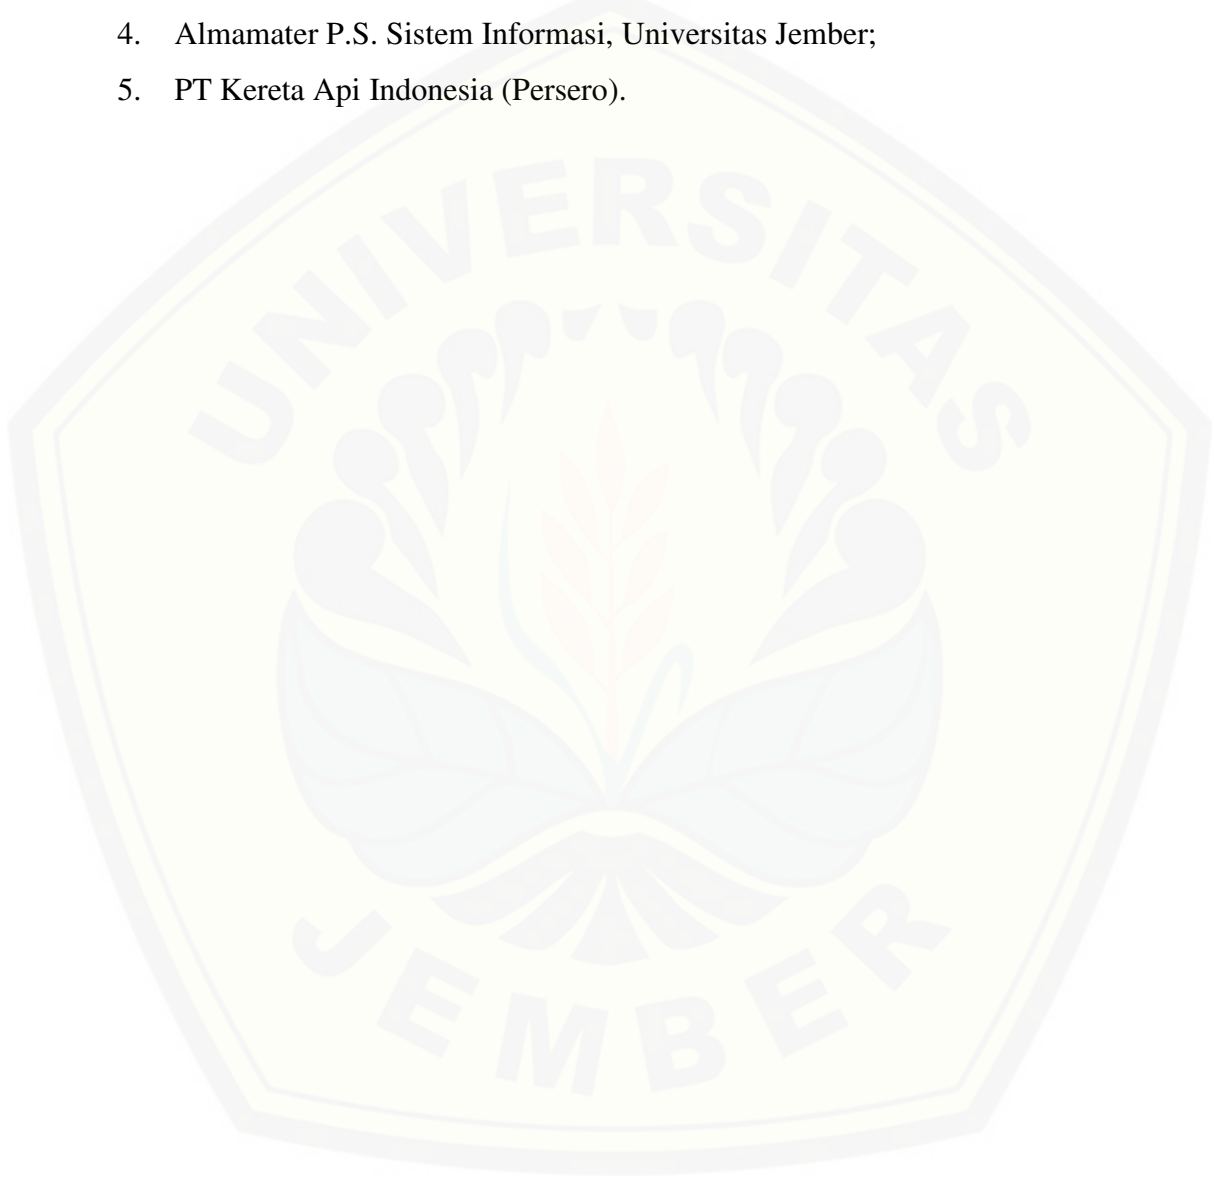 4. Almamater P.S. Sistem Informasi, Universitas Jember;
5. PT Kereta Api Indonesia (Persero).
UNIVERSITAS
JEMBER